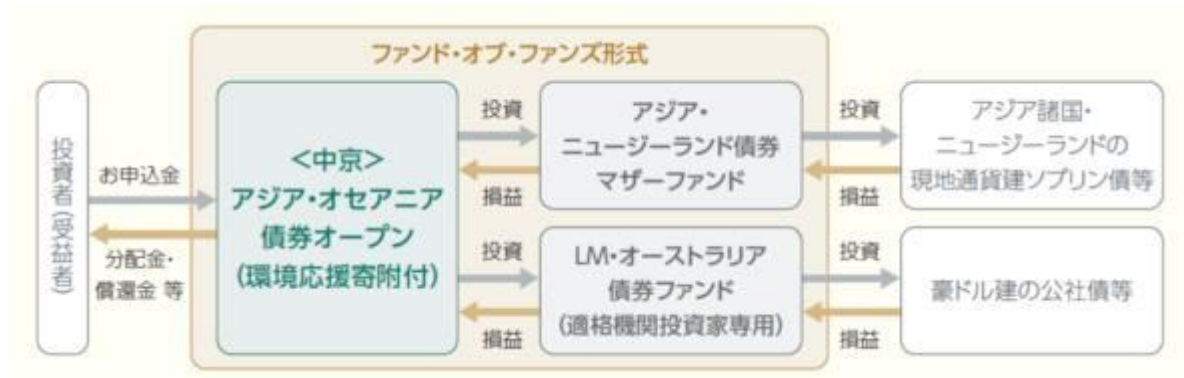 ファンド・オブ・ファンズ形式
投資者(受益者)
お申込金
分配金・
償還金 等
<中京>
アジア・オセアニア
債券オープン
(環境応援寄附付)
投資
損益
アジア・
ニュージーランド債券
マザーファンド
投資
損益
アジア諸国・
ニュージーランドの
現地通貨建ソブリン債等
投資
損益
LM・オーストラリア
債券ファンド
(適格機関投資家専用)
投資
損益
豪ドル建の公社債等